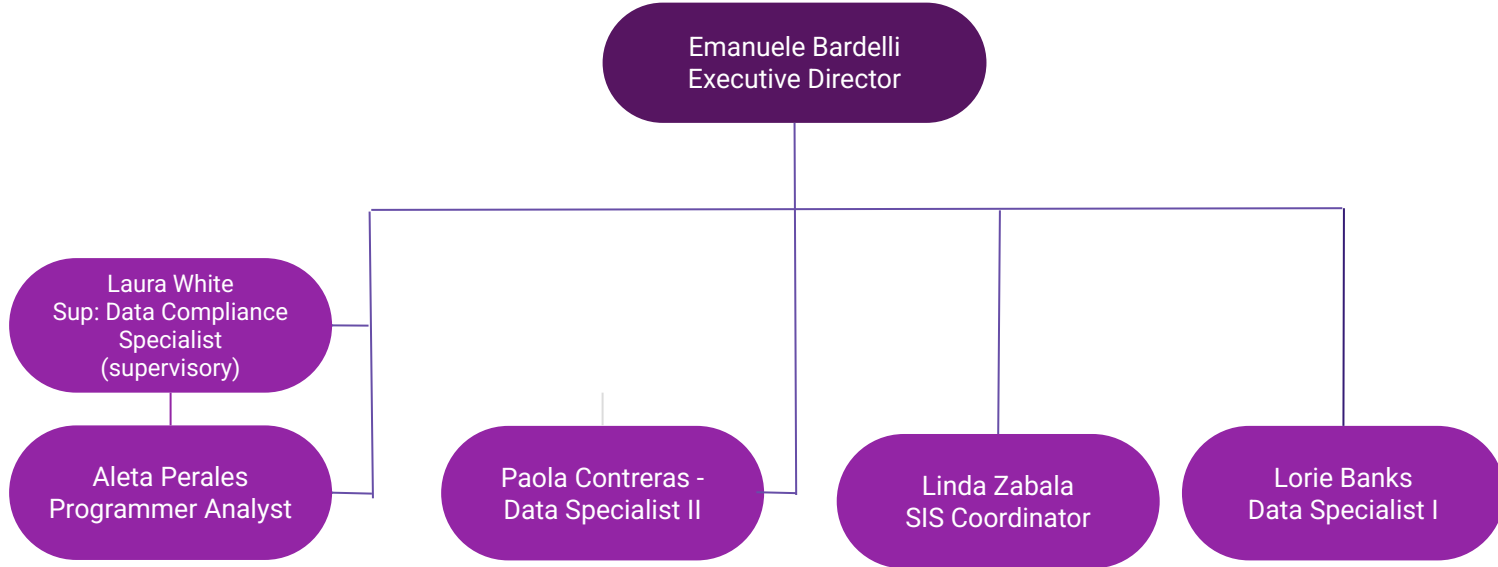 Emanuele Bardelli
Executive Director
Laura White
Sup: Data Compliance
Specialist
(supervisory)
Aleta Perales
Programmer Analyst
Paola Contreras -
Data Specialist II
Linda Zabala
SIS Coordinator
Lorie Banks
Data Specialist I